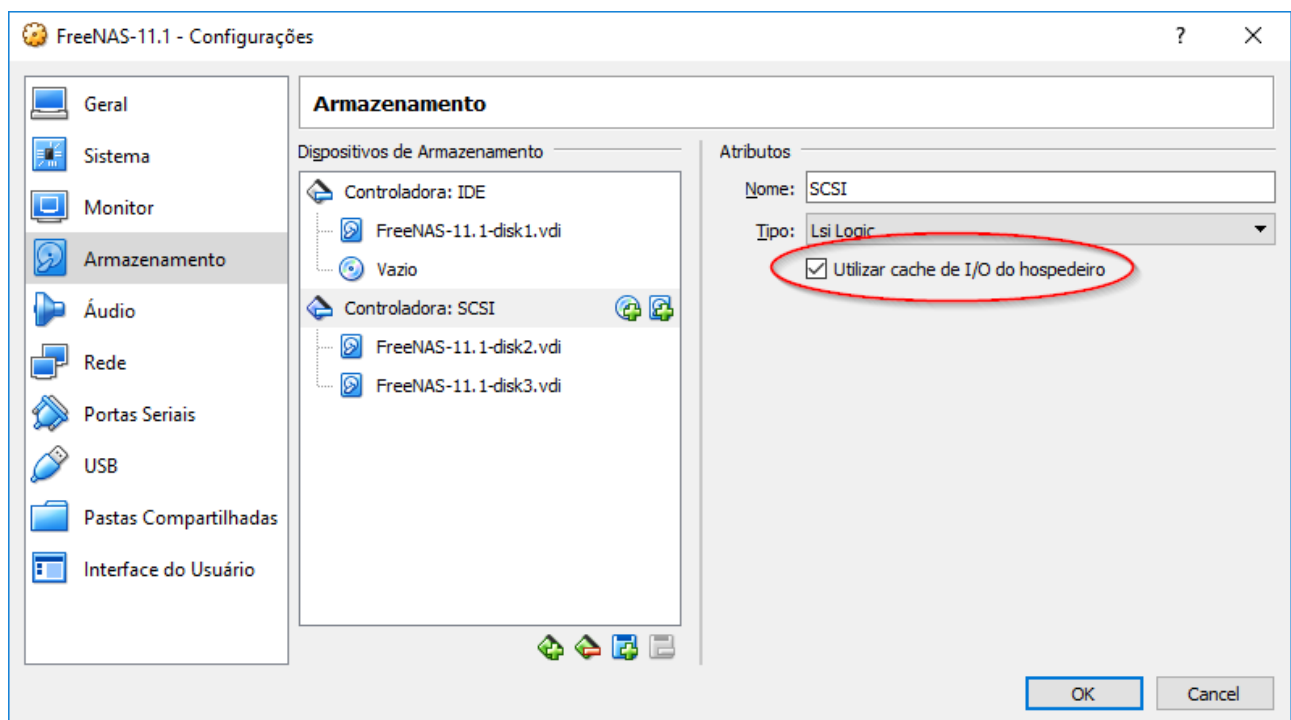 FreeNAS-11.1 - Configurações
?
Geral
Sistema
Monitor
Armazenamento
Áudio
Rede
Portas Seriais
USB
Pastas Compartilhadas
Interface do Usuário
Armazenamento
Dispositivos de Armazenamento
Controladora: IDE
FreeNAS-11.1-disk1.vdi
Vazio
Controladora: SCSI
FreeNAS-11.1-disk2.vdi
FreeNAS-11.1-disk3.vdi
Atributos
Nome: SCSI
Tipo: Lsi Logic
Utilizar cache de I/O do hospedeiro
OK Cancel